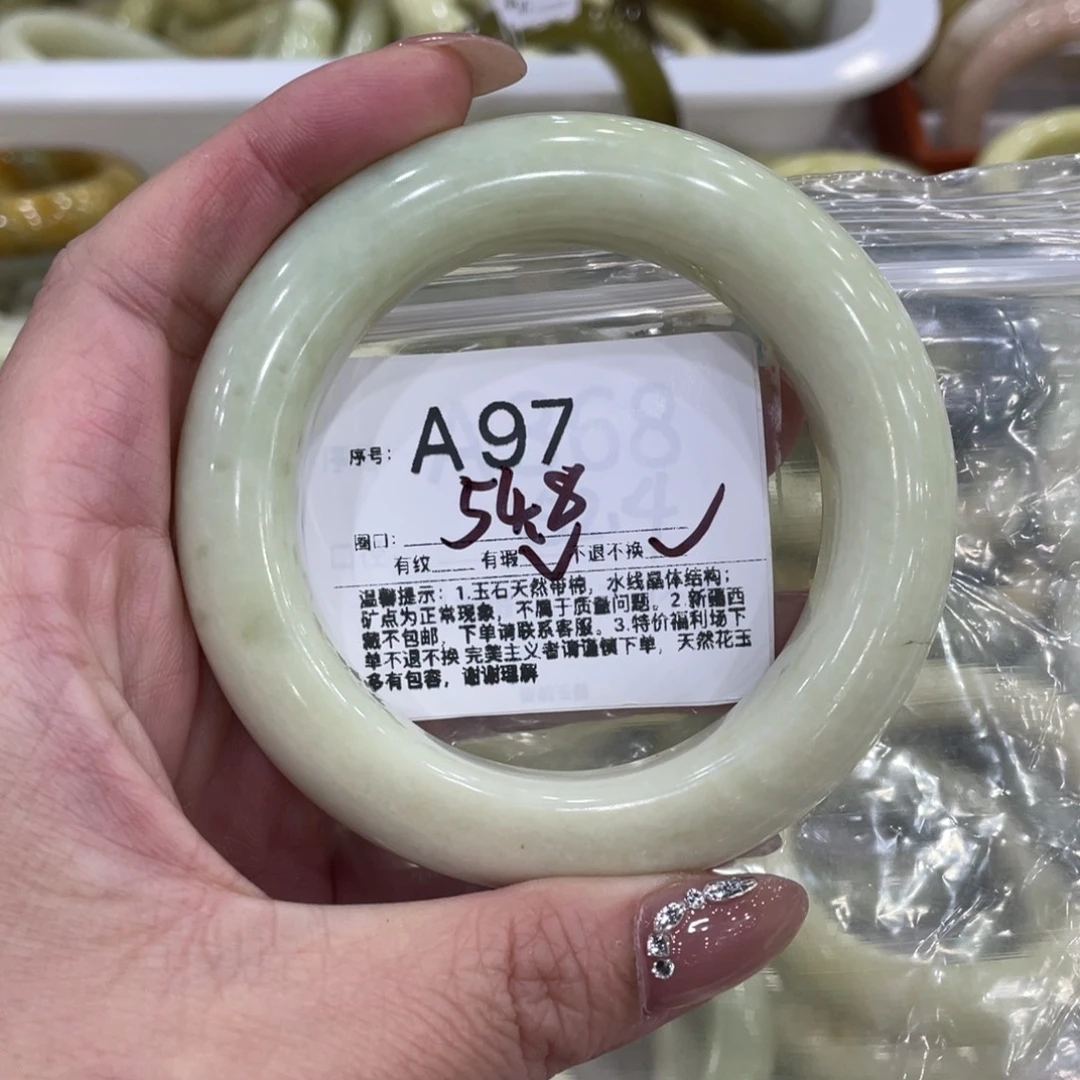 序号: A97
圈口: 54.8
有纹____ 有瑕__✓__不退不换__✓
温馨提示: 1.玉石天然带棉, 水线晶体结构;
矿点为正常现象, 不属于质量问题。2.新疆西
藏不包邮, 下单请联系客服。3.特价福利场下
单不退不换 完美主义者请谨慎下单, 天然花玉
多有包容, 谢谢理解